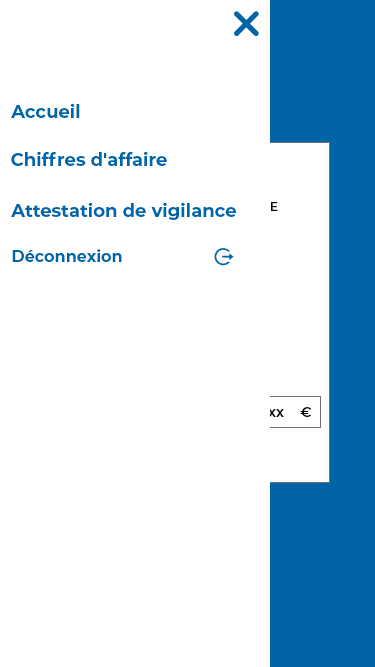 Accueil
Chiffres d'affaire
E
Attestation de vigilance
Déconnexion
xx €